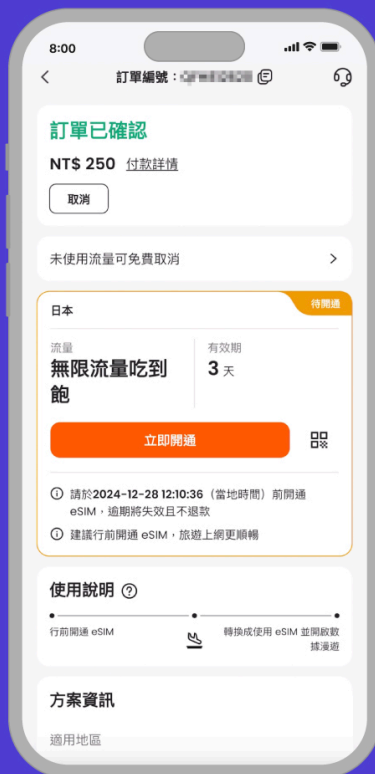 8:00
訂單編號：
訂單已確認
NT$ 250 付款詳情
取消
未使用流量可免費取消
日本
待開通
流量
有效期
無限流量吃到
飽
3 天
立即開通
請於2024-12-28 12:10:36（當地時間）前開通
eSIM，逾期將失效且不退款
建議行前開通 eSIM，旅遊上網更順暢
使用說明
行前開通 eSIM
轉換成使用 eSIM 並開啟數
據漫遊
方案資訊
適用地區